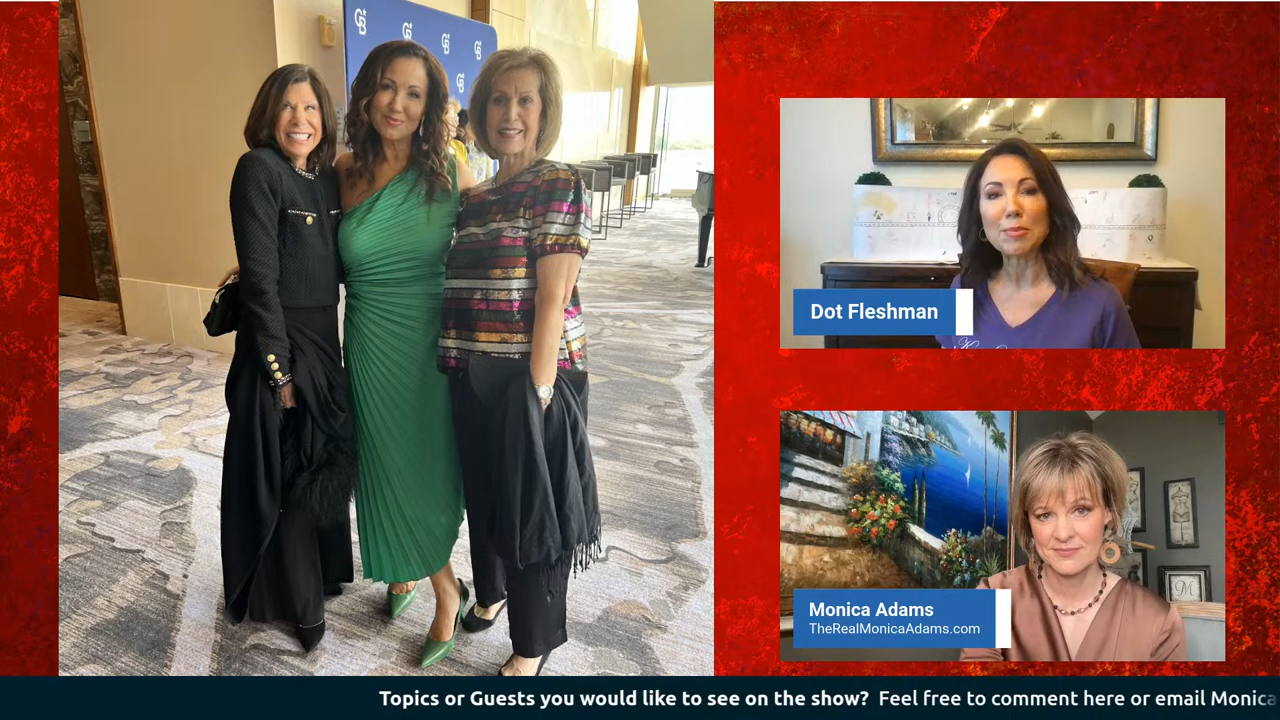 Dot Fleshman
Monica Adams
TheRealMonicaAdams.com
M
Topics or Guests you would like to see on the show? Feel free to comment here or email Monica